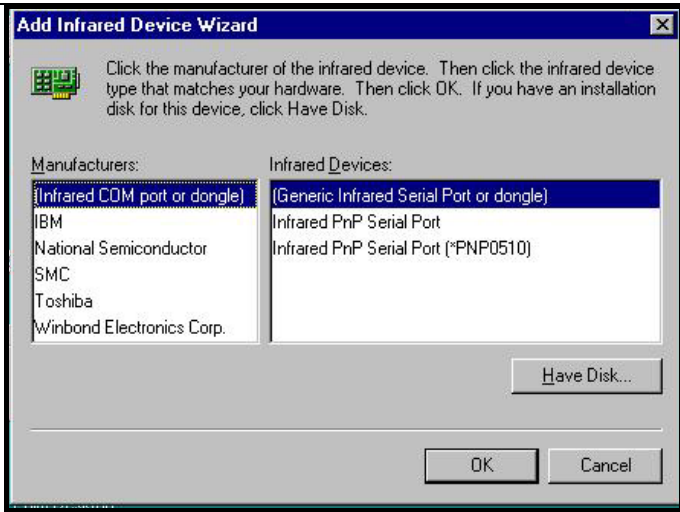 Add Infrared Device Wizard
Click the manufacturer of the infrared device. Then click the infrared device
type that matches your hardware. Then click OK. If you have an installation
disk for this device, click Have Disk.
Manufacturers:
Infrared Devices:
(Infrared COM port or dongle)
IBM
National Semiconductor
SMC
Toshiba
Winbond Electronics Corp.
(Generic Infrared Serial Port or dongle)
Infrared PnP Serial Port
Infrared PnP Serial Port (*PNP0510)
Have Disk...
OK
Cancel